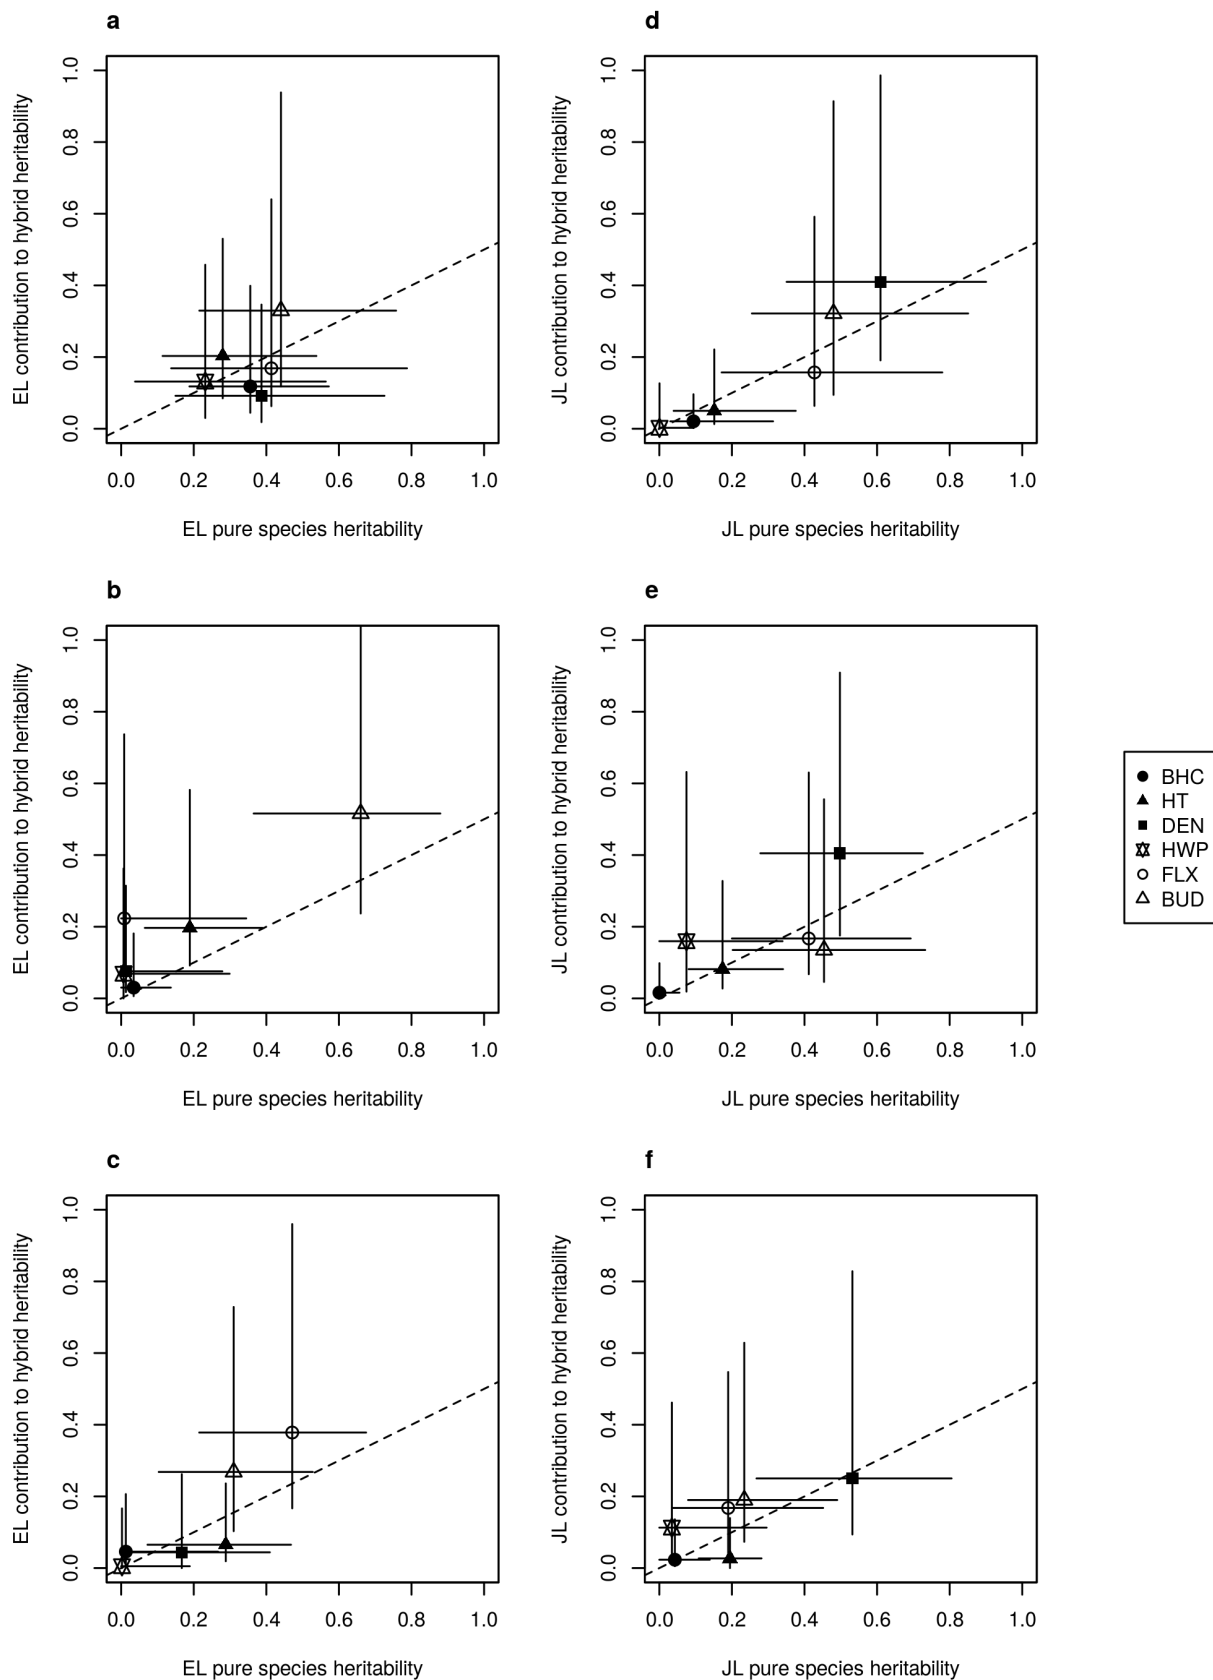 a
1.0
0.8
0.6
0.4
0.2
0.0
EL contribution to hybrid heritability
0.0 0.2 0.4 0.6 0.8 1.0
EL pure species heritability
d
1.0
0.8
0.6
0.4
0.2
0.0
JL contribution to hybrid heritability
0.0 0.2 0.4 0.6 0.8 1.0
JL pure species heritability
b
1.0
0.8
0.6
0.4
0.2
0.0
EL contribution to hybrid heritability
0.0 0.2 0.4 0.6 0.8 1.0
EL pure species heritability
e
1.0
0.8
0.6
0.4
0.2
0.0
JL contribution to hybrid heritability
0.0 0.2 0.4 0.6 0.8 1.0
JL pure species heritability
BHC
HT
DEN
HWP
FLX
BUD
c
1.0
0.8
0.6
0.4
0.2
0.0
EL contribution to hybrid heritability
0.0 0.2 0.4 0.6 0.8 1.0
EL pure species heritability
f
1.0
0.8
0.6
0.4
0.2
0.0
JL contribution to hybrid heritability
0.0 0.2 0.4 0.6 0.8 1.0
JL pure species heritability